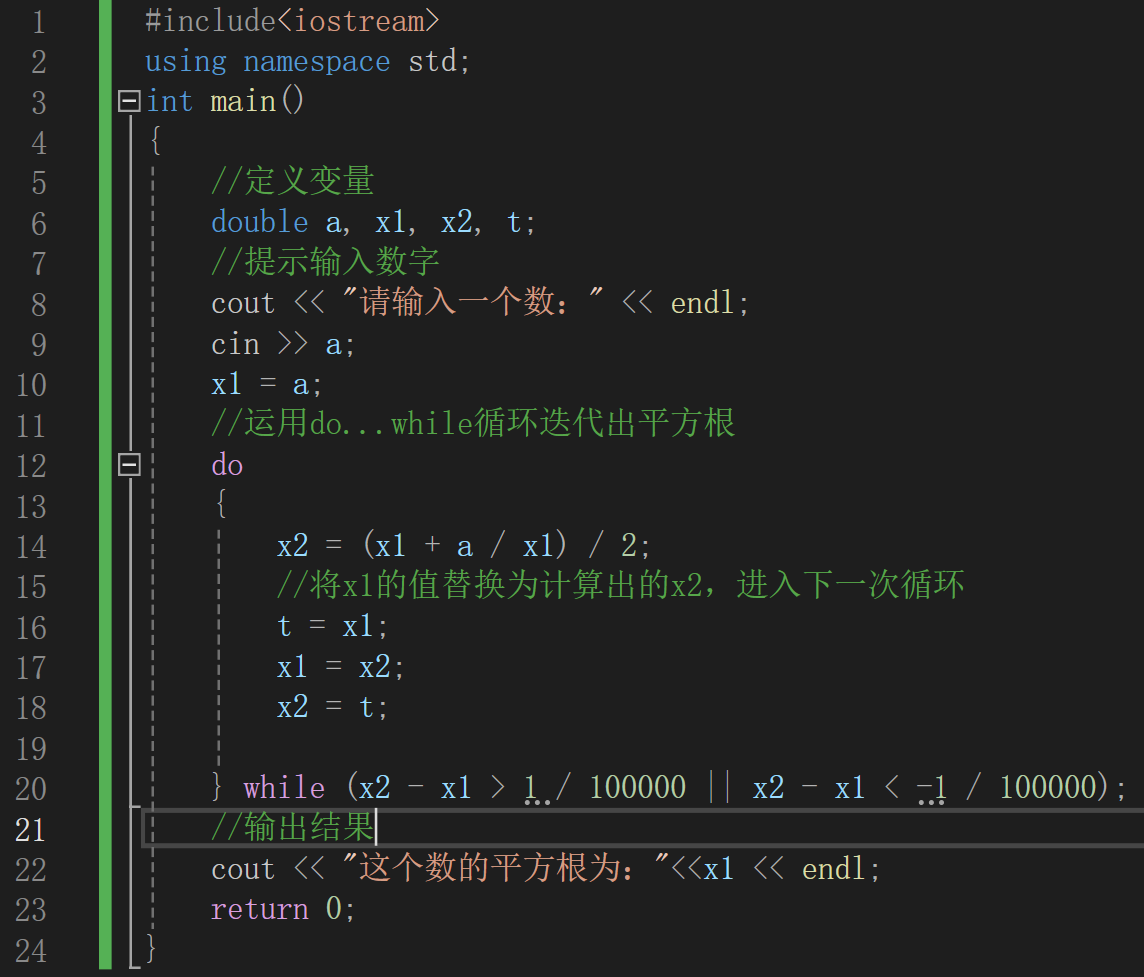 1 #include<iostream>
2 using namespace std;
3 int main()
4 {
5 //定义变量
6 double a, x1, x2, t;
7 //提示输入数字
8 cout << "请输入一个数：" << endl;
9 cin >> a;
10 x1 = a;
11 //运用do...while循环迭代出平方根
12 do
13 {
14 x2 = (x1 + a / x1) / 2;
15 //将x1的值替换为计算出的x2，进入下一次循环
16 t = x1;
17 x1 = x2;
18 x2 = t;
19
20 } while (x2 - x1 > 1 / 100000 || x2 - x1 < -1 / 100000);
21 //输出结果
22 cout << "这个数的平方根为："<<x1 << endl;
23 return 0;
24 }